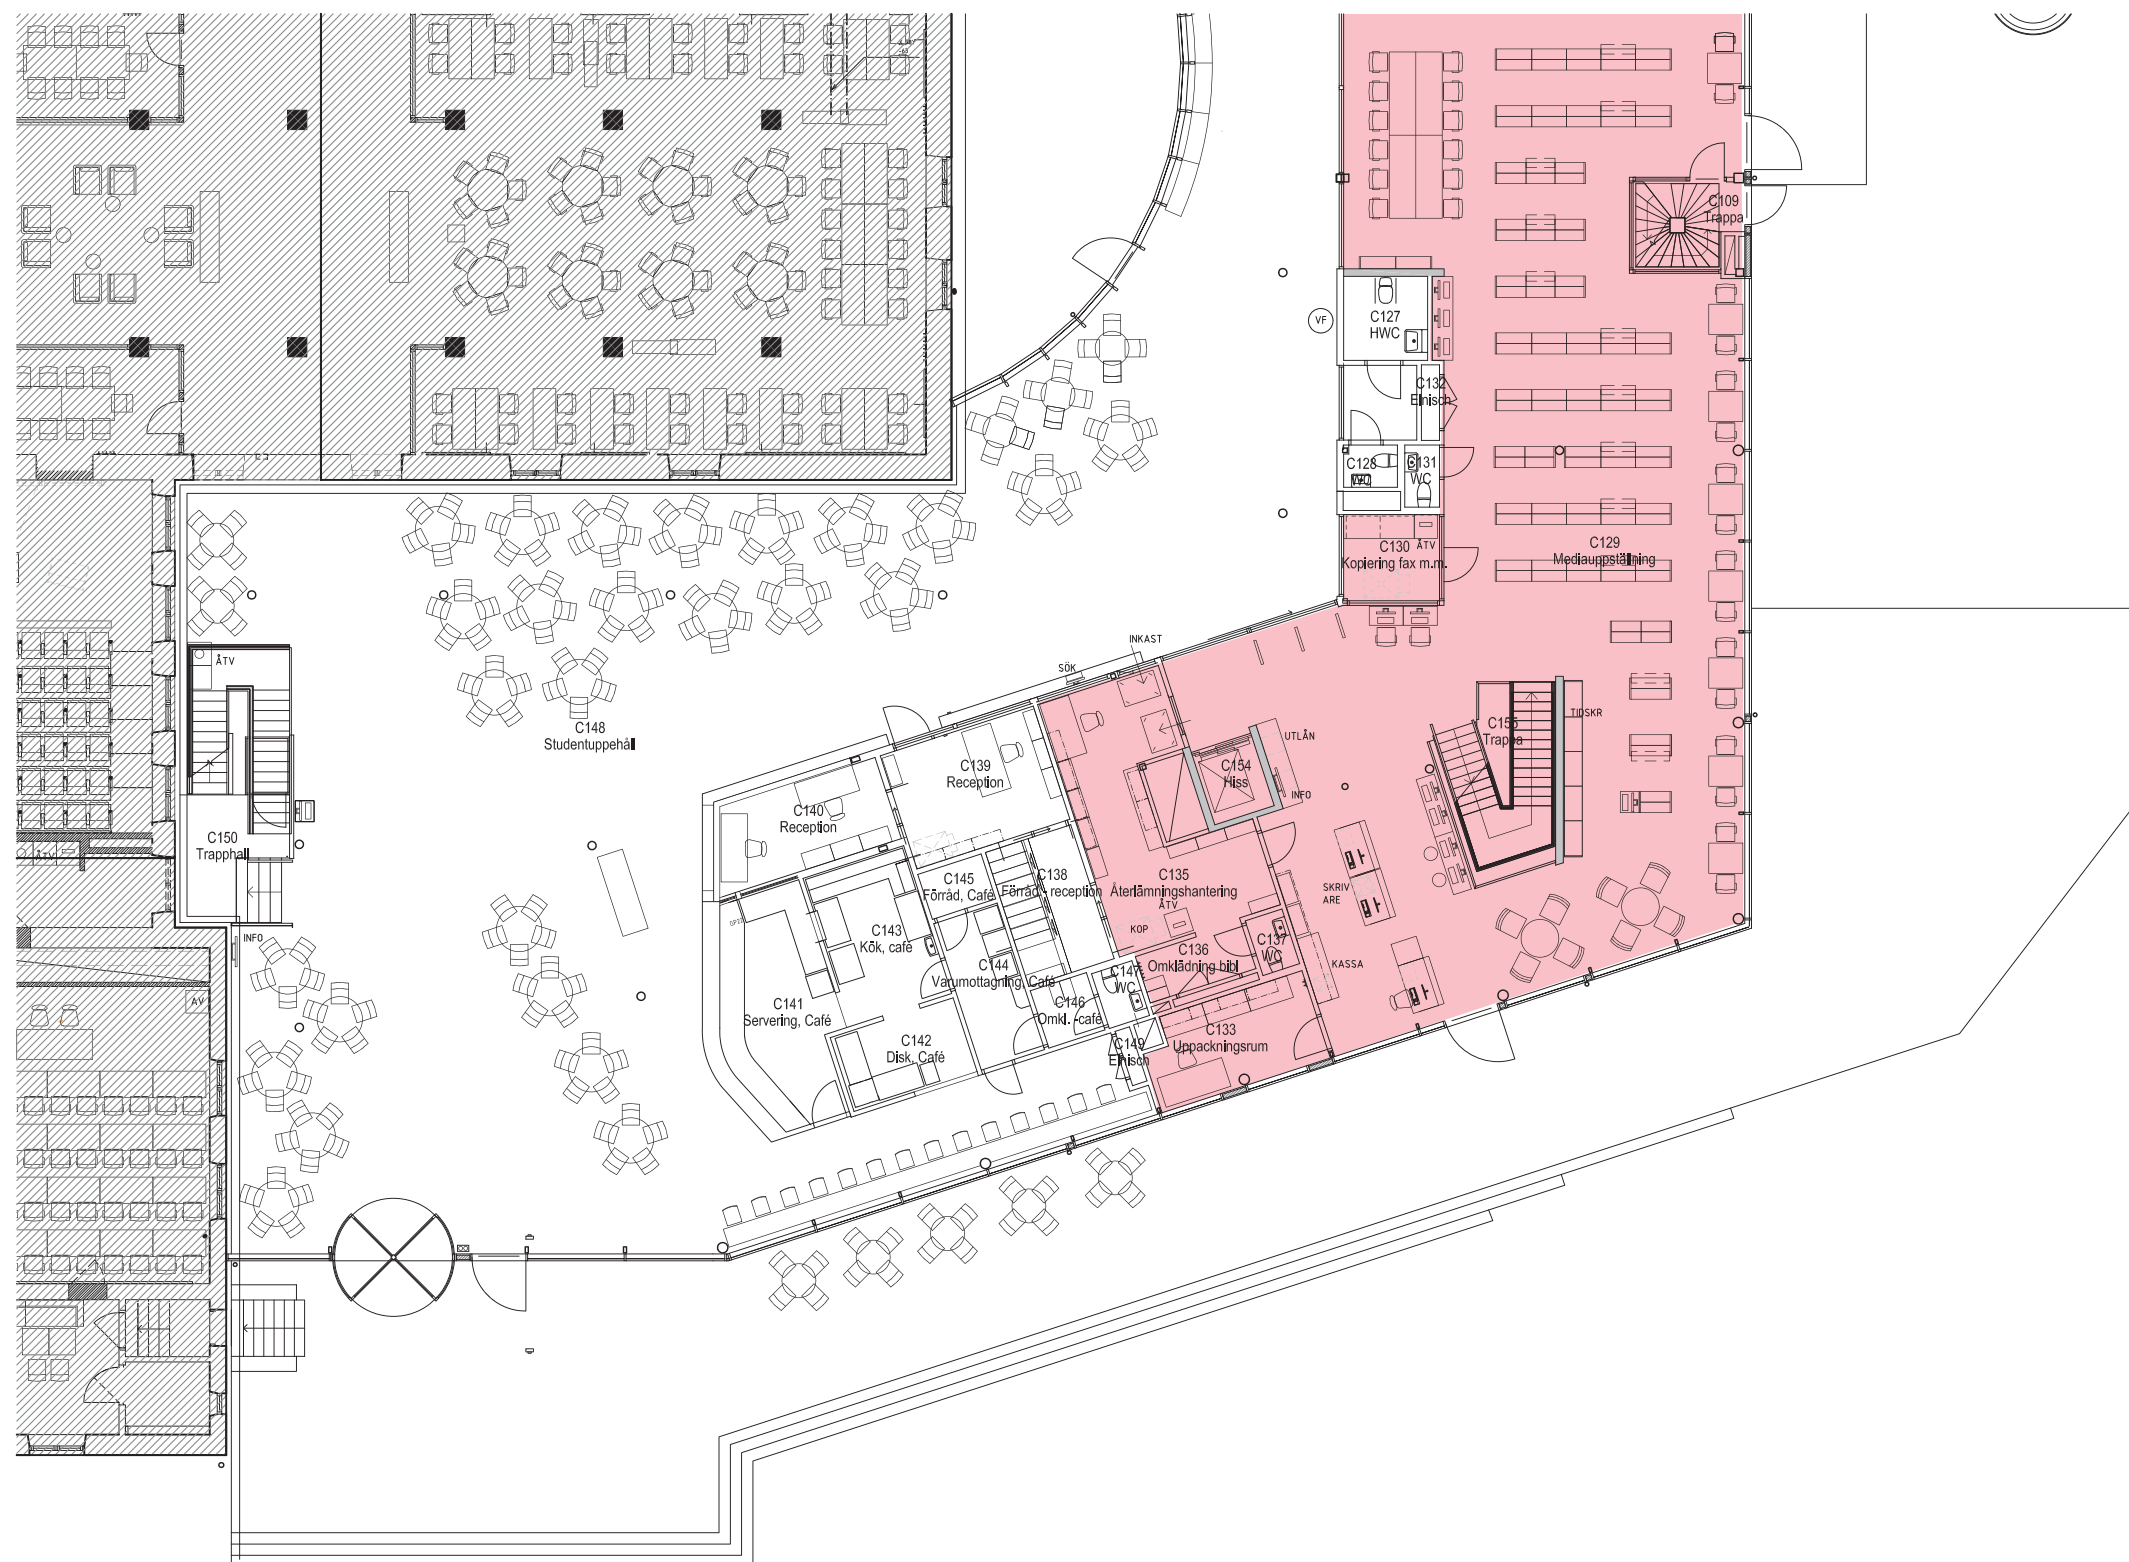 C109
Trappa
C127
HWC
VF
C132
Elnisch
C128
WC
C131
WC
C130
ÅTV
Kopiering fax m.m.
C129
Mediauppställning
INKAST
SÖK
ÅTV
C148
Studentuppehåll
C155
Trappa
TIDSKR
UTLÅN
C139
Reception
C154
Hiss
INFO
C140
Reception
C150
Trapphall
ÅTV
C145
Förråd, Café
C138
Förråd - reception
C135
Återlämningshantering
ÅTV
SKRIV
ARE
KOP
INFO
C143
Kök, café
C137
WC
C136
Omklädning bibl
KASSA
C144
Varumottagning, Café
C147
WC
AV
C141
Servering, Café
C146
Omkl. -café
C142
Disk, Café
C149
Elnisch
C133
Uppackningsrum